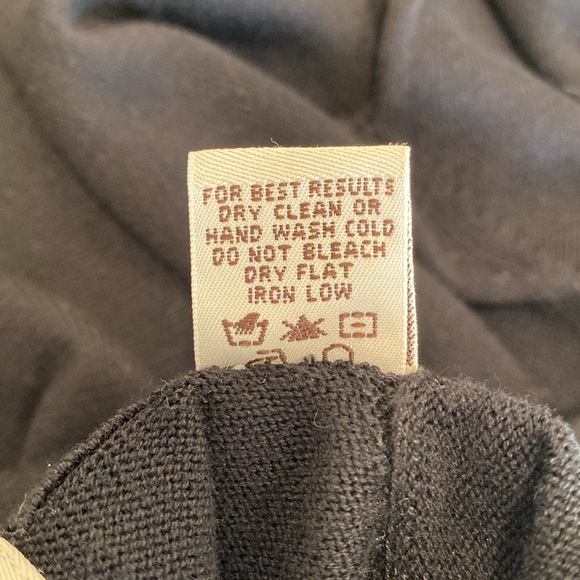 FOR BEST RESULTS
DRY CLEAN OR
HAND WASH COLD
DO NOT BLEACH
DRY FLAT
IRON LOW